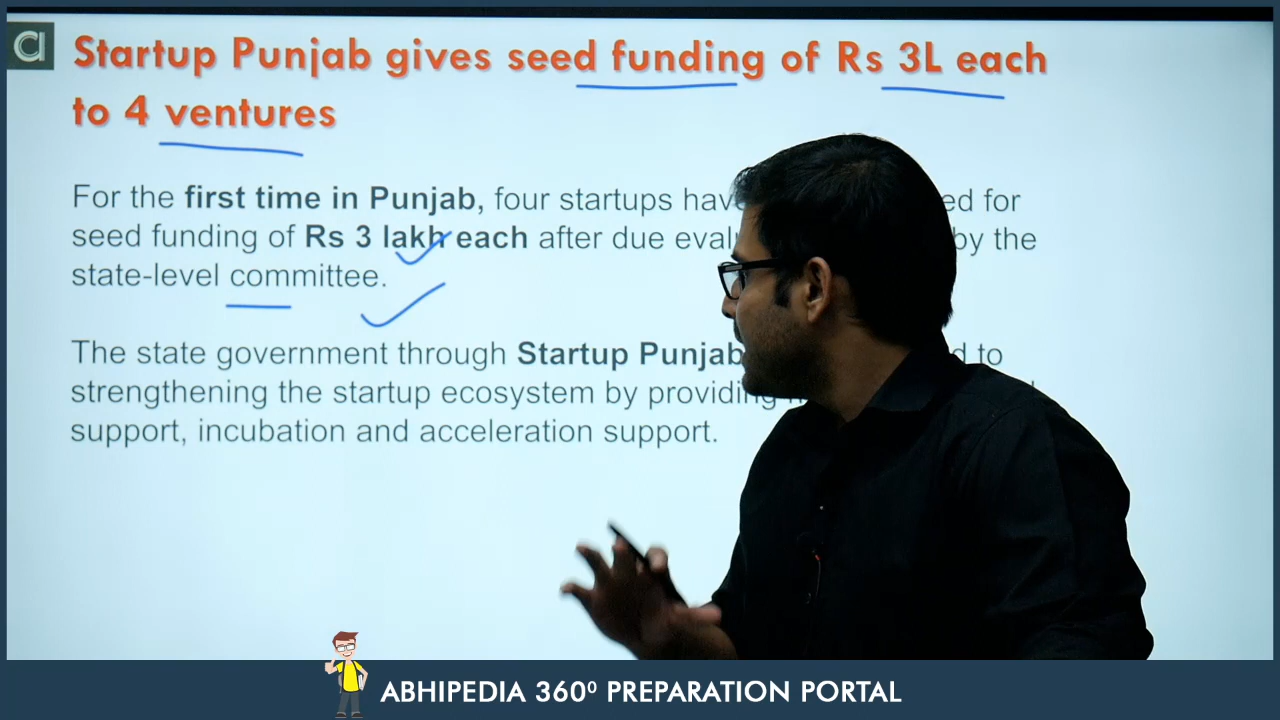 a
Startup Punjab gives seed funding of Rs 3L each
to 4 ventures
For the first time in Punjab, four startups ed for
seed funding of Rs 3 lakh each after due by the
state-level committee.
The state government through Startup Punjab to
strengthening the startup ecosystem by providing
support, incubation and acceleration support.
ABHIPEDIA 360⁰ PREPARATION PORTAL